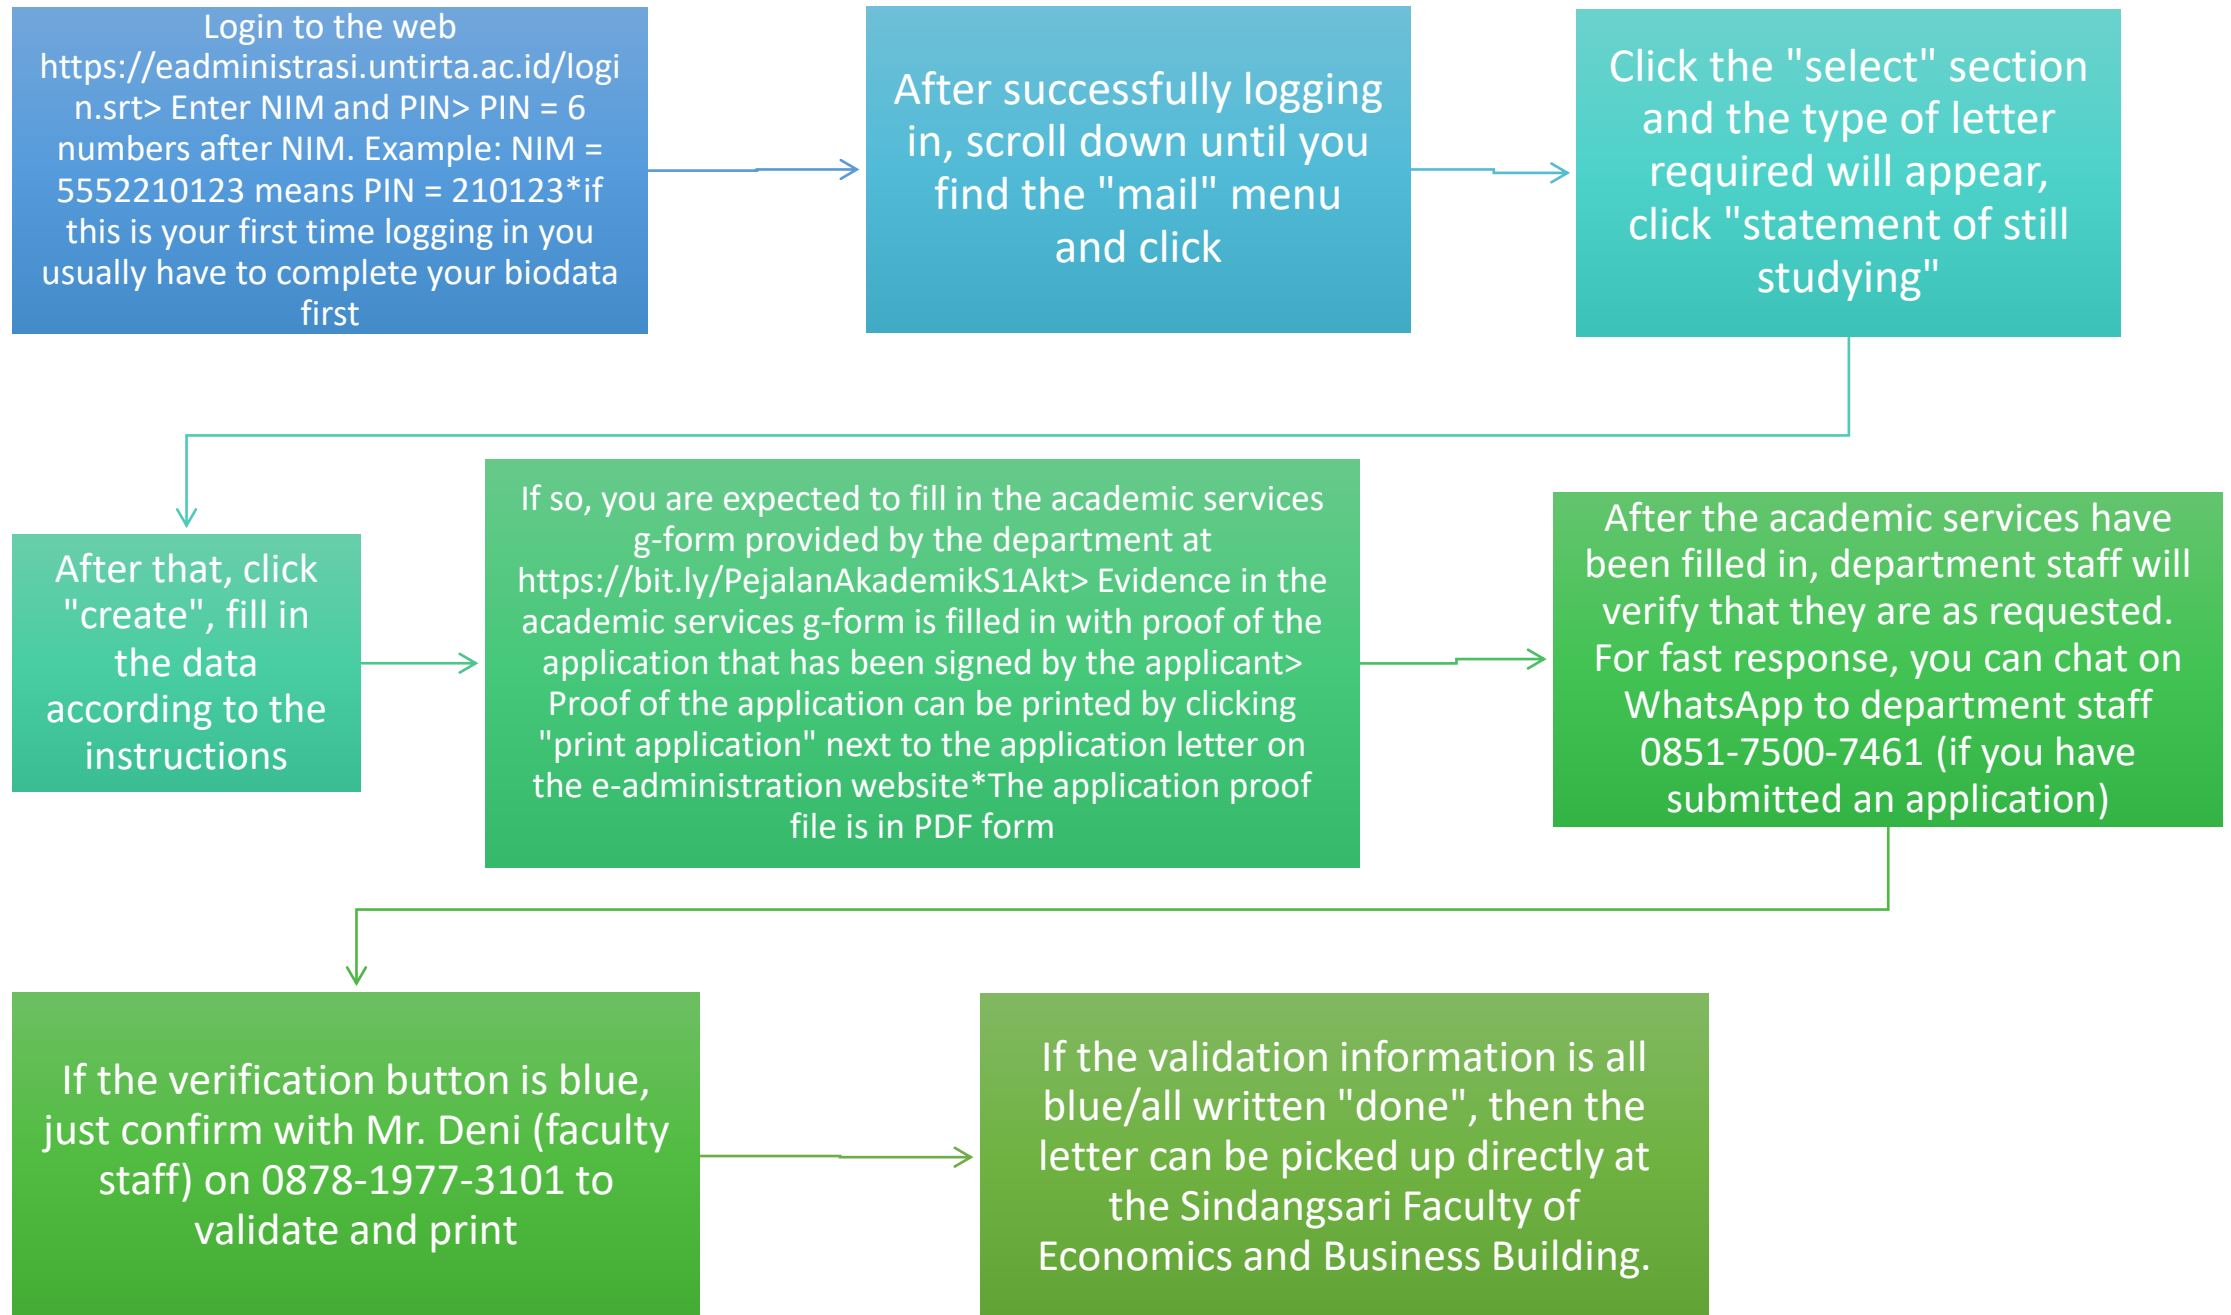 Login to the web
https://eadministrasi.untirta.ac.id/logi
n.srt> Enter NIM and PIN> PIN = 6
numbers after NIM. Example: NIM =
5552210123 means PIN = 210123*if
this is your first time logging in you
usually have to complete your biodata
first
After successfully logging
in, scroll down until you
find the "mail" menu
and click
Click the "select" section
and the type of letter
required will appear,
click "statement of still
studying"
After that, click
"create", fill in
the data
according to the
instructions
If so, you are expected to fill in the academic services
g-form provided by the department at
https://bit.ly/PejalanAkademikS1Akt> Evidence in the
academic services g-form is filled in with proof of the
application that has been signed by the applicant>
Proof of the application can be printed by clicking
"print application" next to the application letter on
the e-administration website*The application proof
file is in PDF form
After the academic services have
been filled in, department staff will
verify that they are as requested.
For fast response, you can chat on
WhatsApp to department staff
0851-7500-7461 (if you have
submitted an application)
If the verification button is blue,
just confirm with Mr. Deni (faculty
staff) on 0878-1977-3101 to
validate and print
If the validation information is all
blue/all written "done", then the
letter can be picked up directly at
the Sindangsari Faculty of
Economics and Business Building.